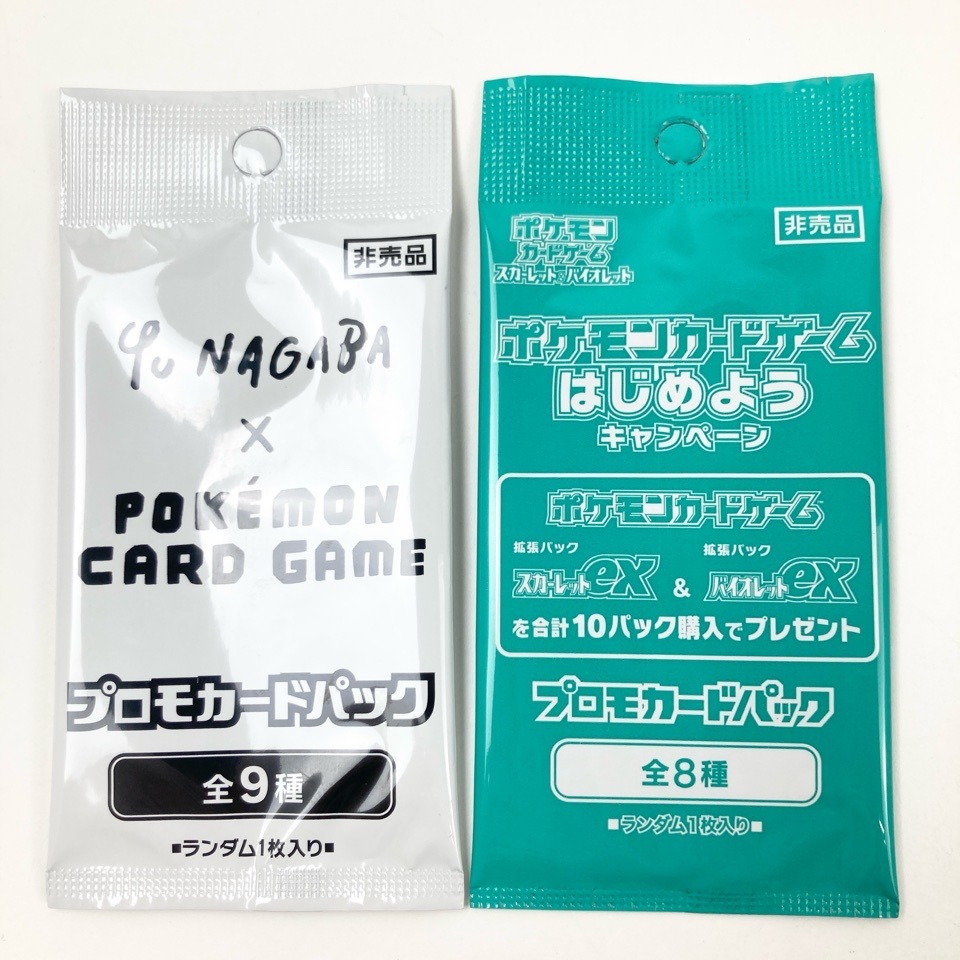 非売品
Yu NAGABA
×
POKÉMON
CARD GAME
プロモカードパック
全9種
■ランダム1枚入り■
非売品
ポケモン
カードゲーム
スカーレット&バイオレット
ポケモンカードゲーム
はじめよう
キャンペーン
ポケモンカードゲーム
拡張パック 拡張パック
スカーレットex & バイオレットex
を合計10パック購入でプレゼント
プロモカードパック
全8種
■ランダム1枚入り■